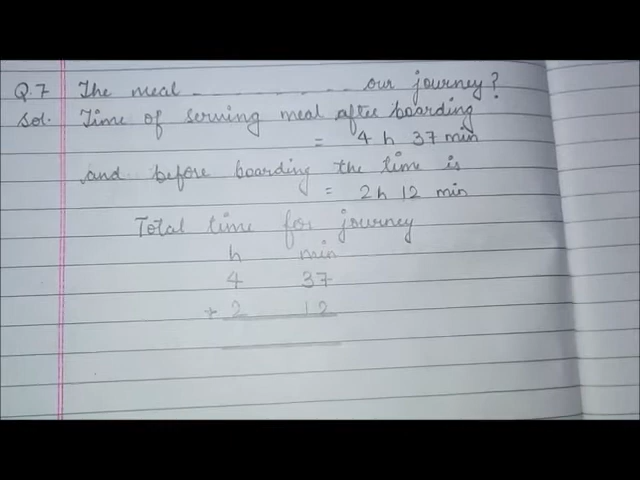 Q.7 The meal - - - - - - - - - - - our journey?
Sol. Time of serving meal after boarding
= 4 h 37 min
and before boarding the time is
= 2h 12 min
Total time for journey
h min
4 37
+ 2 12